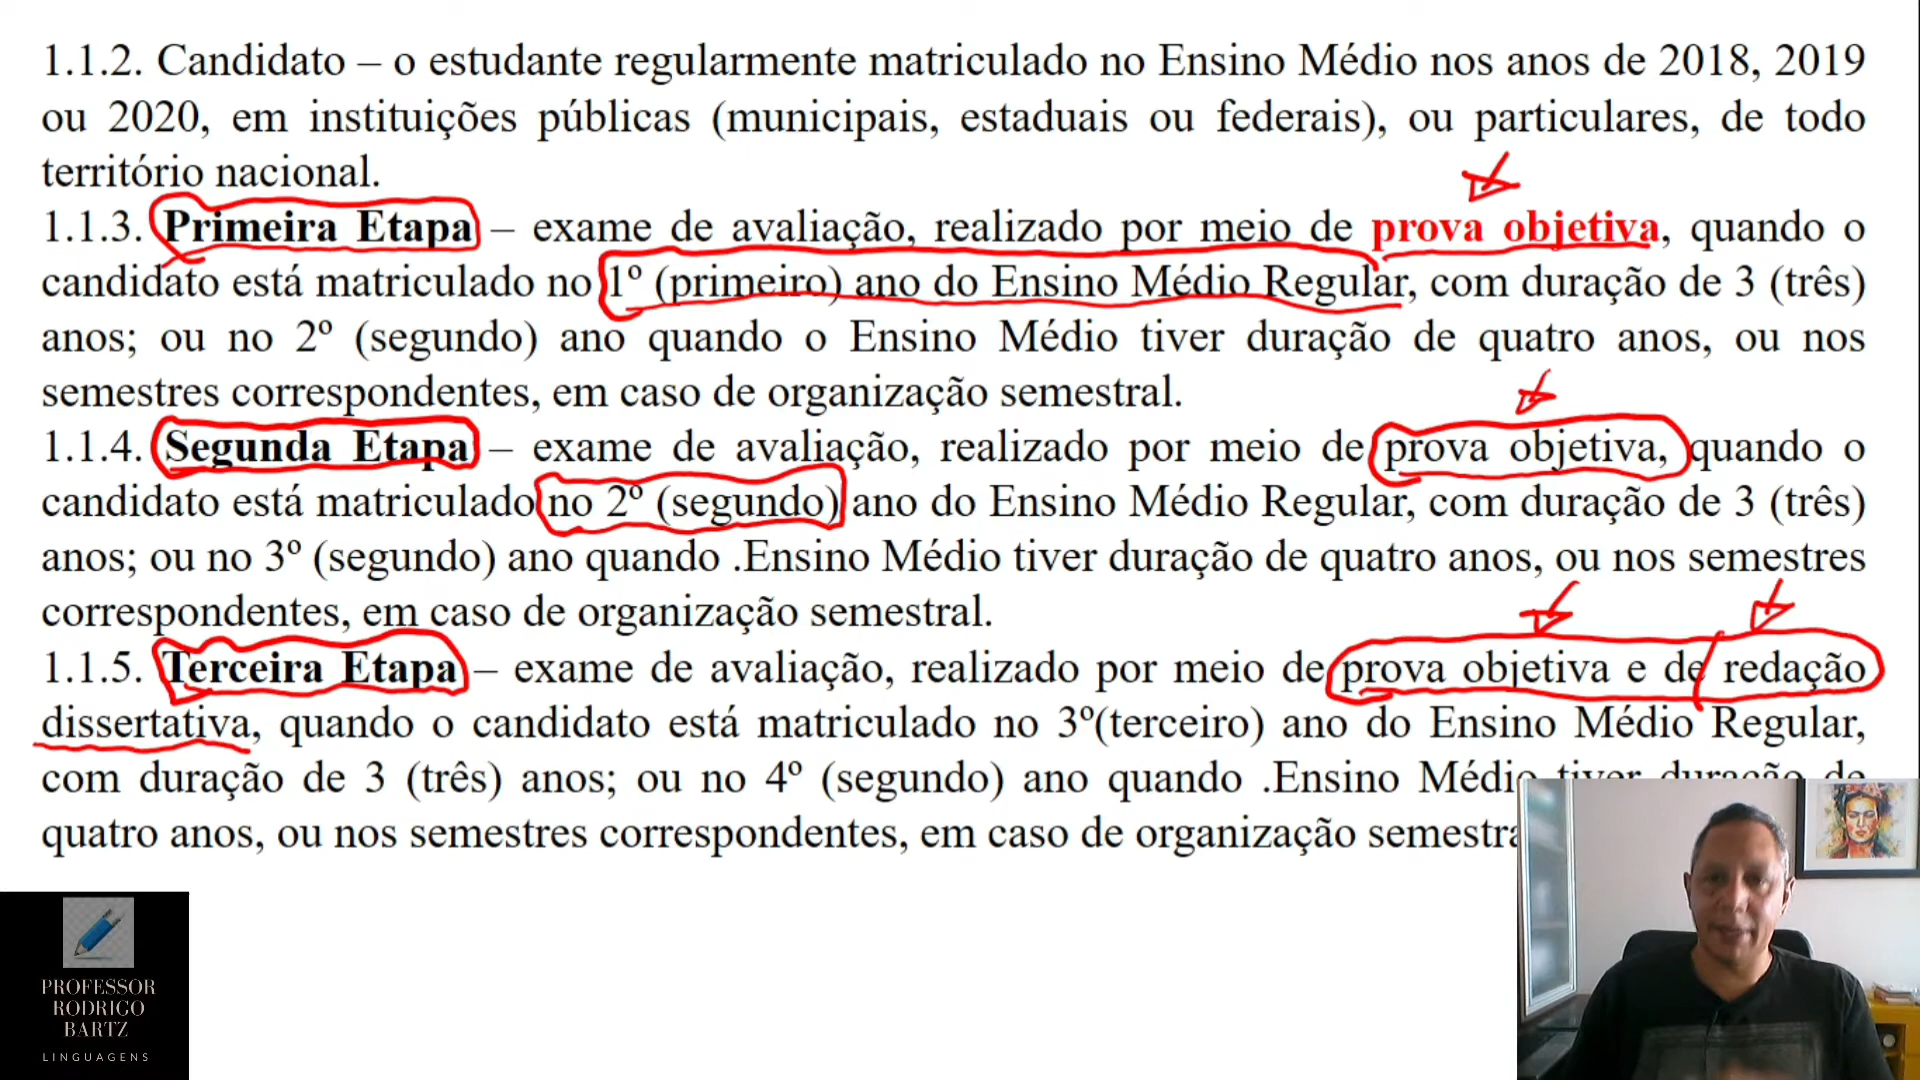 1.1.2. Candidato – o estudante regularmente matriculado no Ensino Médio nos anos de 2018, 2019
ou 2020, em instituições públicas (municipais, estaduais ou federais), ou particulares, de todo
território nacional.
1.1.3. Primeira Etapa – exame de avaliação, realizado por meio de prova objetiva, quando o
candidato está matriculado no 1º (primeiro) ano do Ensino Médio Regular, com duração de 3 (três)
anos; ou no 2º (segundo) ano quando o Ensino Médio tiver duração de quatro anos, ou nos
semestres correspondentes, em caso de organização semestral.
1.1.4. Segunda Etapa – exame de avaliação, realizado por meio de prova objetiva, quando o
candidato está matriculado no 2º (segundo) ano do Ensino Médio Regular, com duração de 3 (três)
anos; ou no 3º (segundo) ano quando .Ensino Médio tiver duração de quatro anos, ou nos semestres
correspondentes, em caso de organização semestral.
1.1.5. Terceira Etapa – exame de avaliação, realizado por meio de prova objetiva e de redação
dissertativa, quando o candidato está matriculado no 3º(terceiro) ano do Ensino Médio Regular,
com duração de 3 (três) anos; ou no 4º (segundo) ano quando .Ensino Médio tiver duração de
quatro anos, ou nos semestres correspondentes, em caso de organização semestra
PROFESSOR
RODRIGO
BARTZ
LINGUAGENS